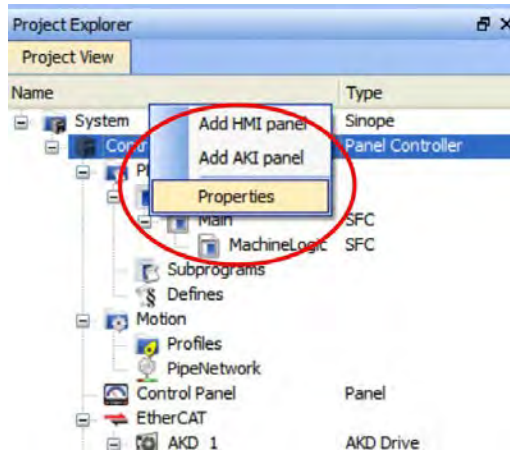 Project Explorer
Project View
Name Type
System Sinope
Contr Panel Controller
Add HMI panel
Add AKI panel
Properties
Main SFC
MachineLogic SFC
Subprograms
Defines
Motion
Profiles
PipeNetwork
Control Panel Panel
EtherCAT
AKD_1 AKD Drive